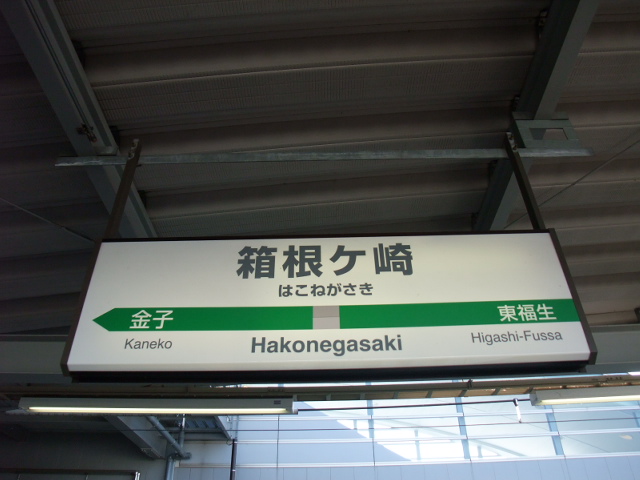 箱根ケ崎
はこねがさき
金子
東福生
Kaneko
Hakonegasaki
Higashi-Fussa